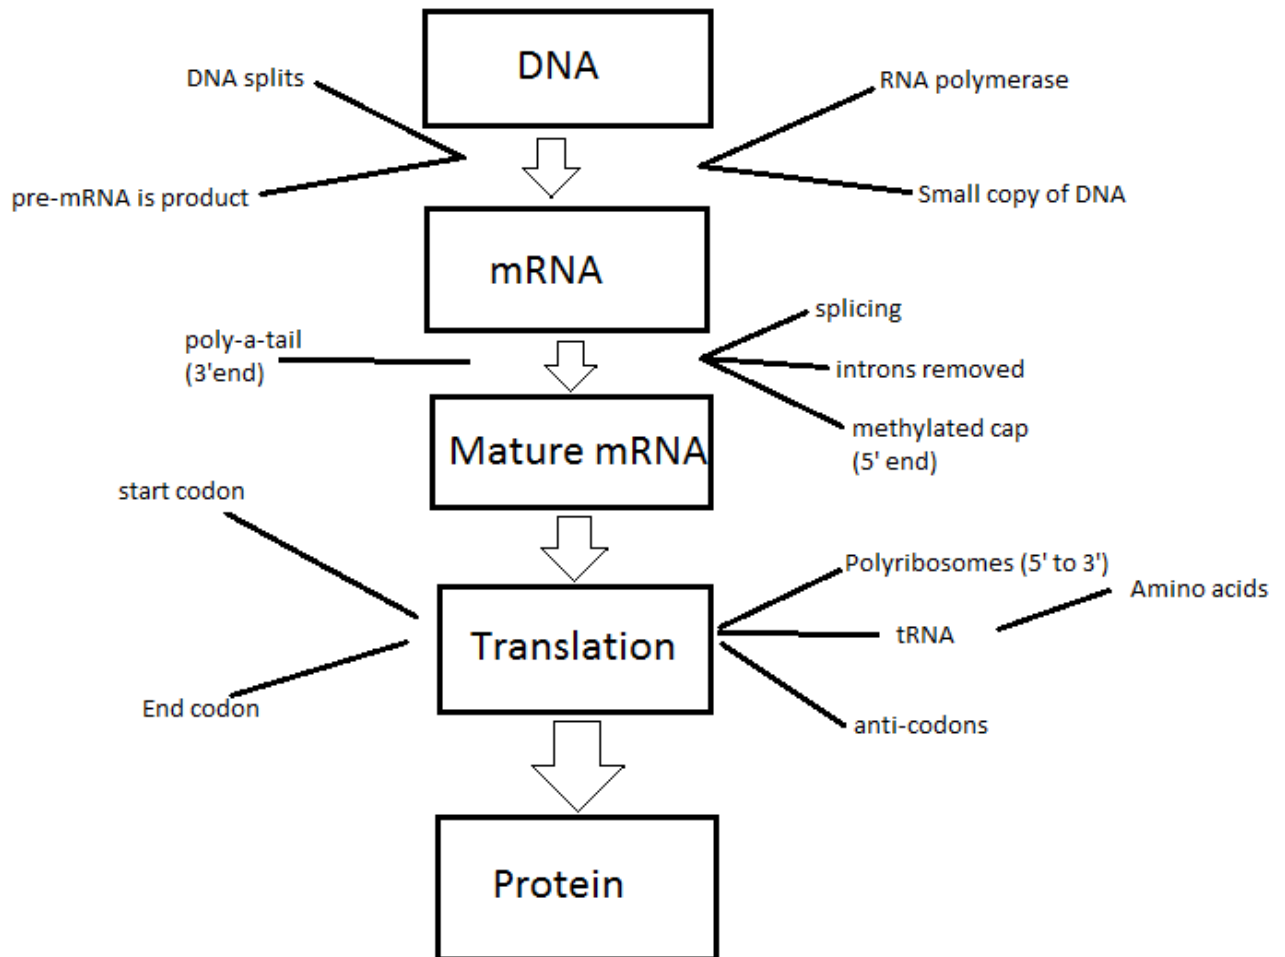 DNA
DNA splits
RNA polymerase
pre-mRNA is product
Small copy of DNA
mRNA
splicing
poly-a-tail
(3'end)
introns removed
methylated cap
(5' end)
Mature mRNA
start codon
Polyribosomes (5' to 3')
Amino acids
tRNA
Translation
End codon
anti-codons
Protein